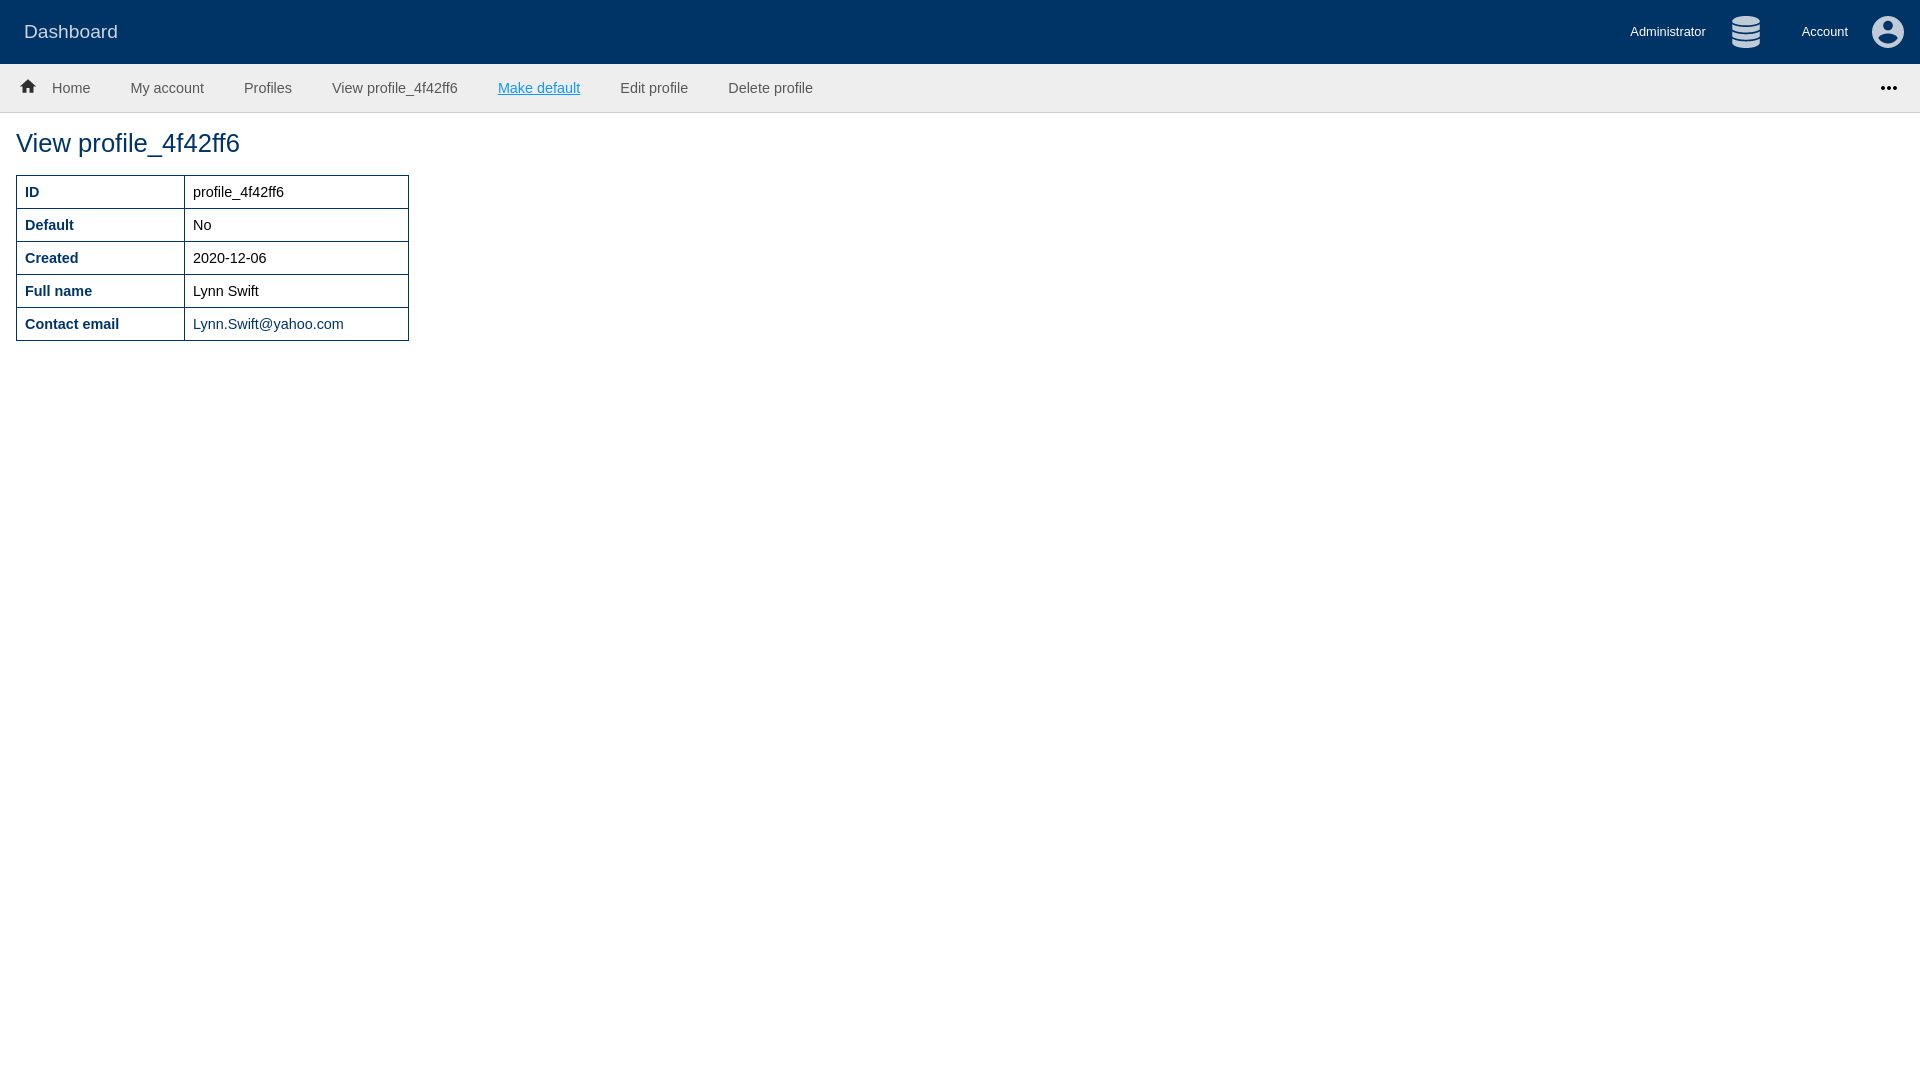 Dashboard
Administrator
Account
Home My account Profiles View profile_4f42ff6 Make default Edit profile Delete profile
View profile_4f42ff6
ID profile_4f42ff6
Default No
Created 2020-12-06
Full name Lynn Swift
Contact email Lynn.Swift@yahoo.com